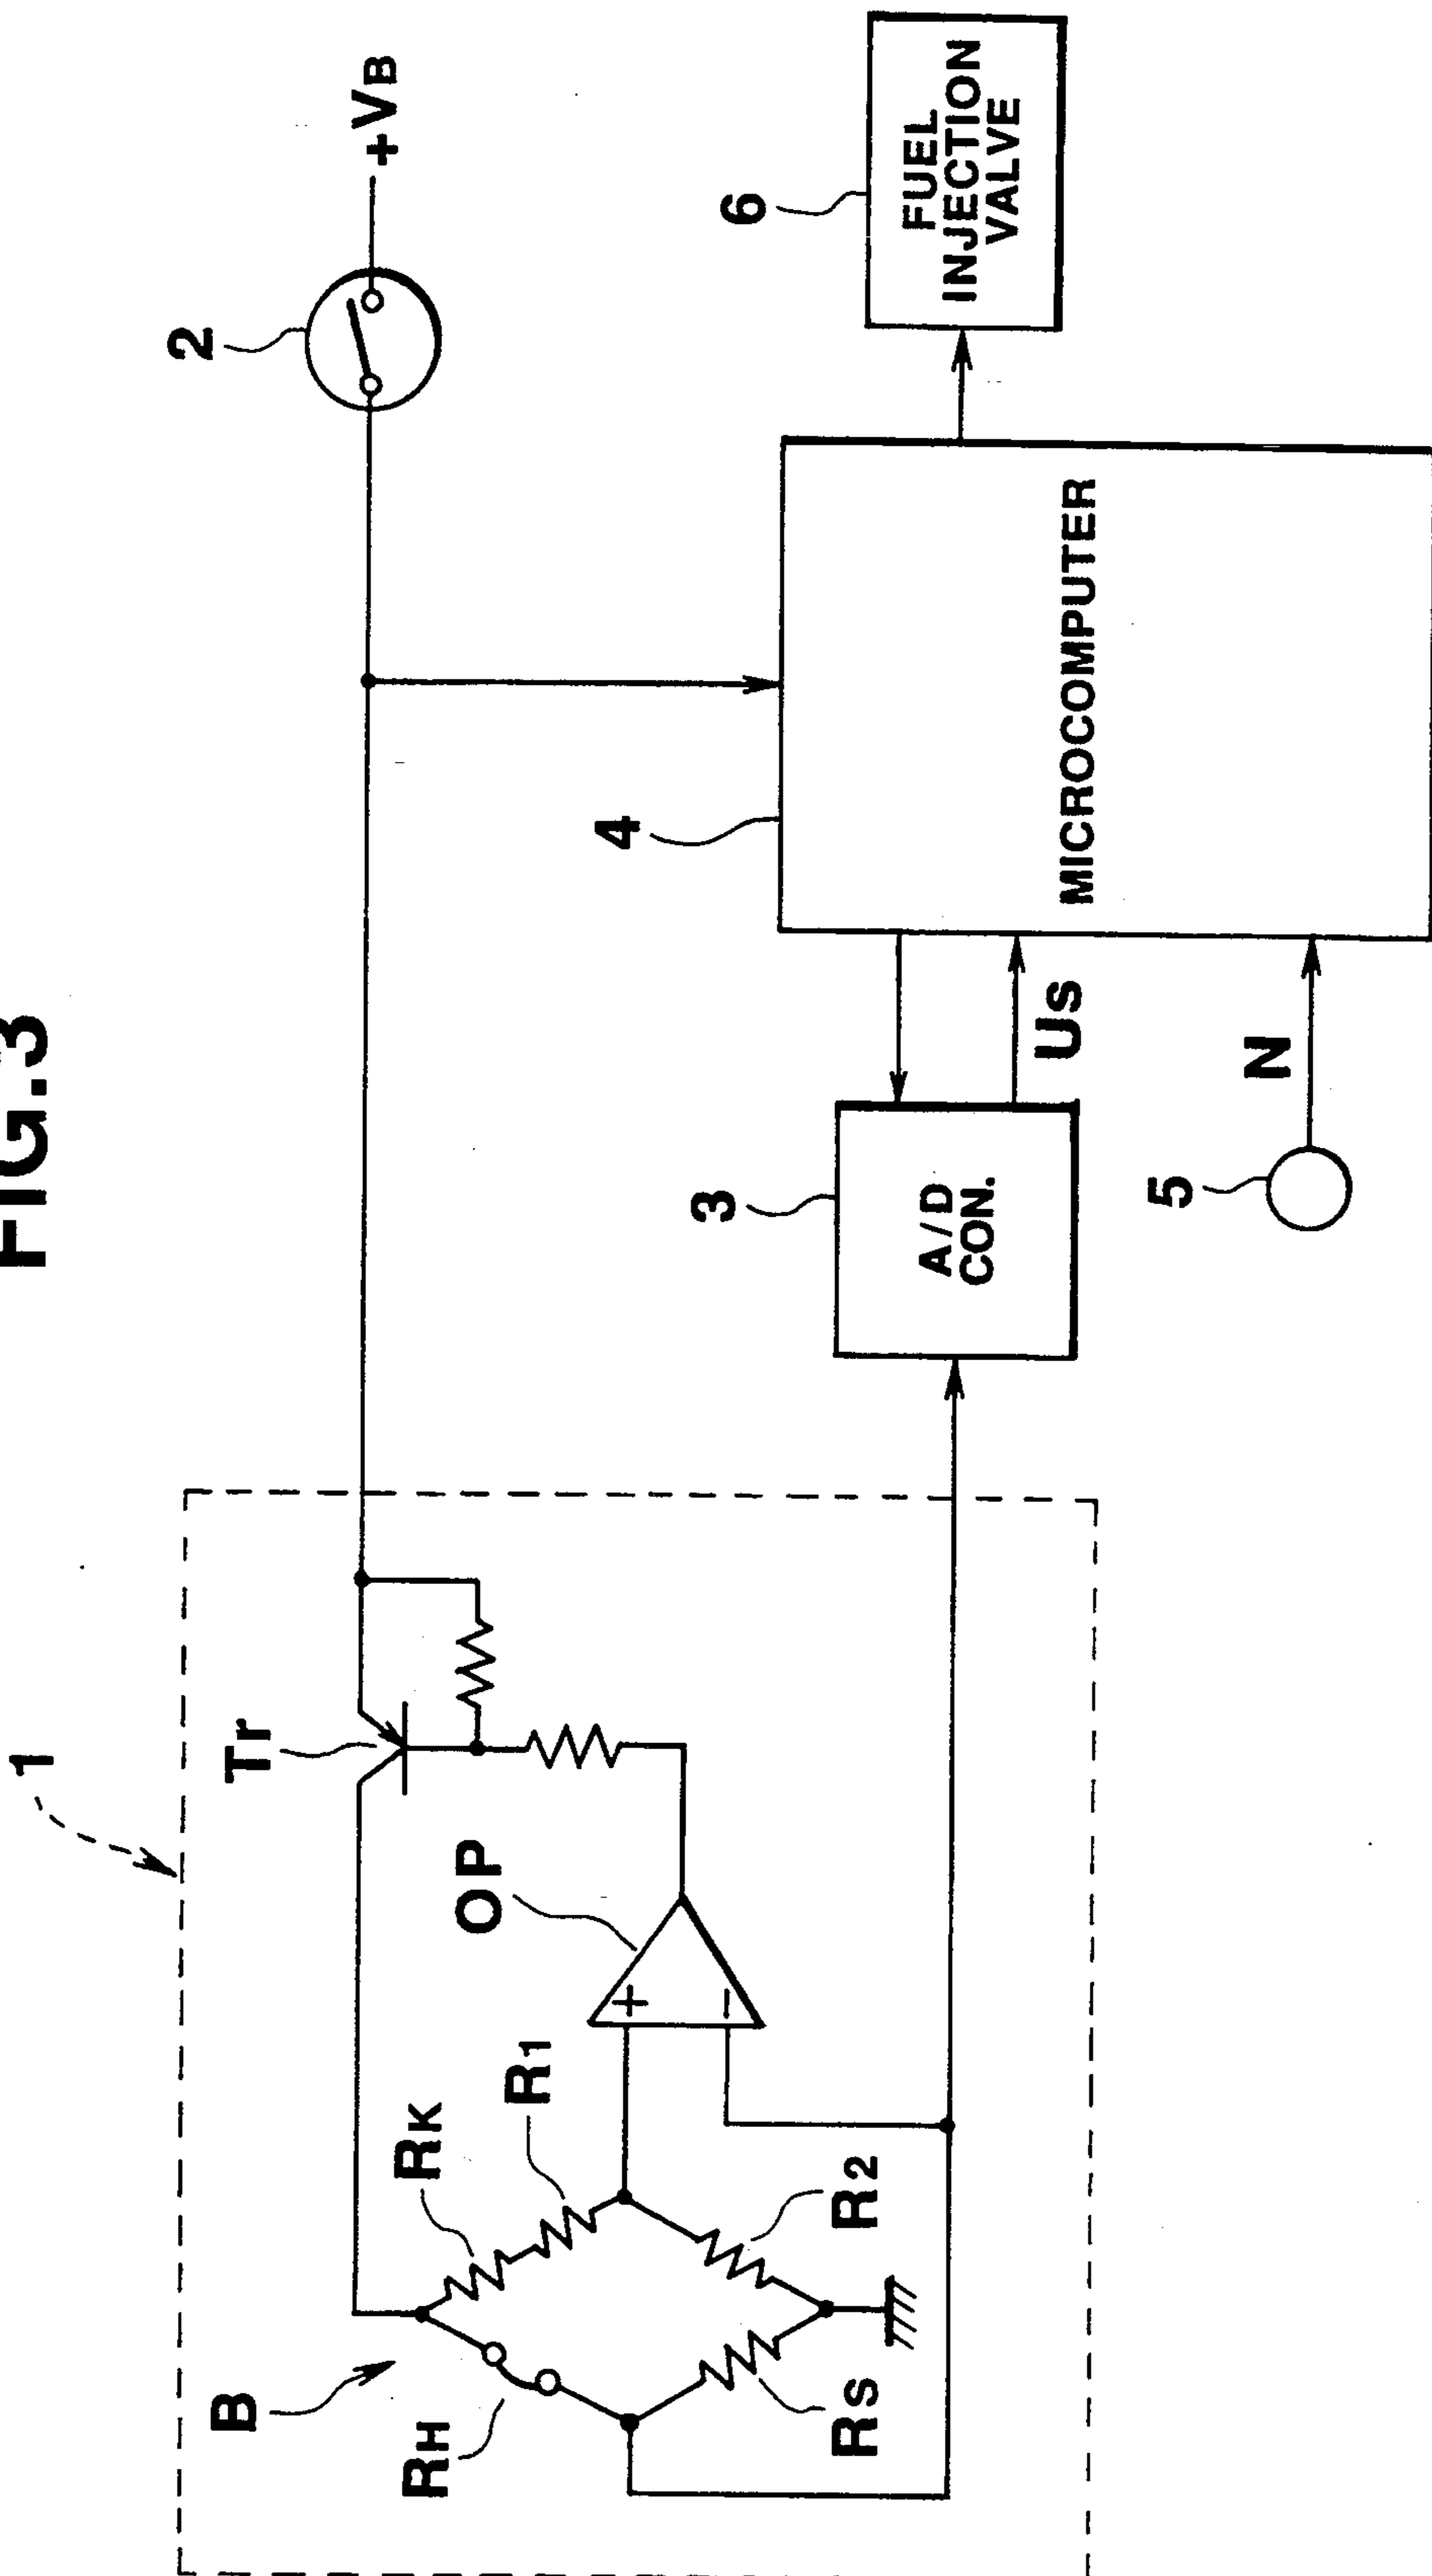 FIG.3
1
Tr
2
+VB
B
RH
RK
R1
OP
RS
R2
3
A/D
CON.
4
US
MICROCOMPUTER
6
FUEL
INJECTION
VALVE
5
N
+
−